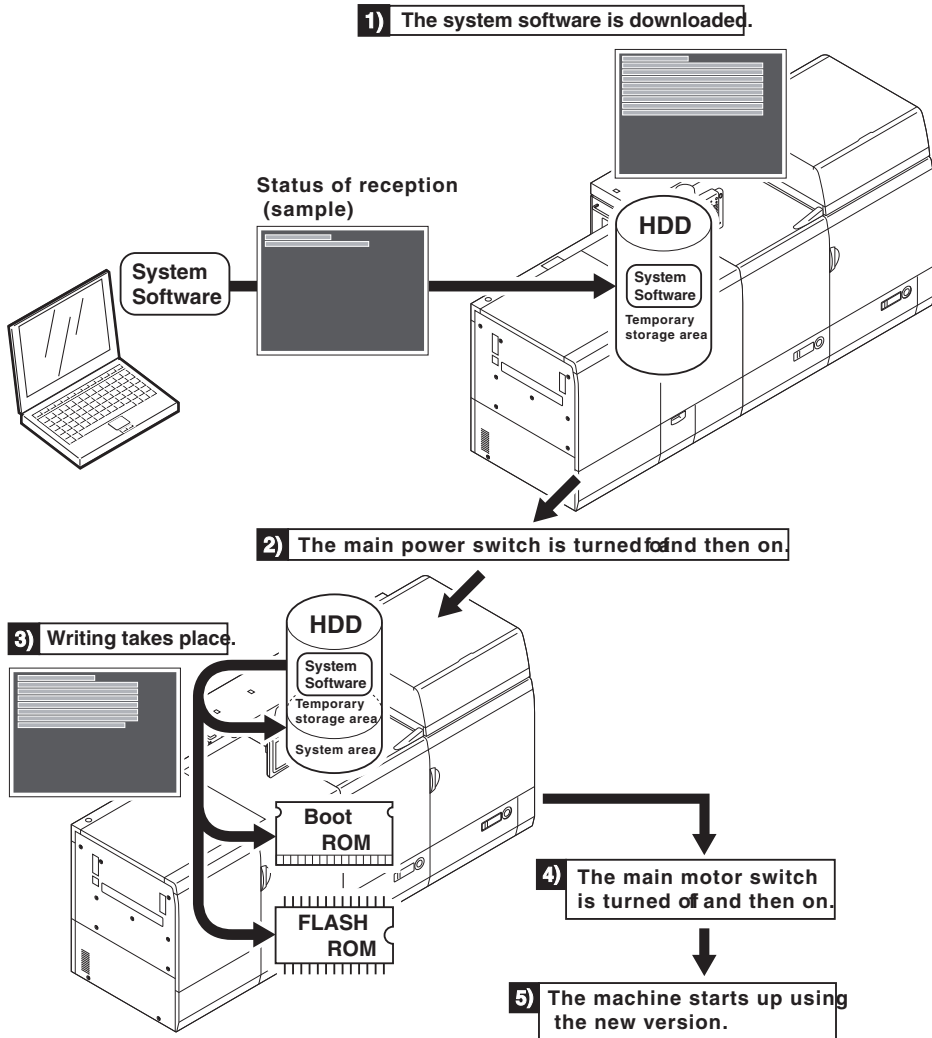 1) The system software is downloaded.
Status of reception
(sample)
HDD
System
Software
System
Software
Temporary
storage area
2) The main power switch is turned of and then on.
3) Writing takes place.
HDD
System
Software
Temporary
storage area
System area
Boot
ROM
FLASH
ROM
4) The main motor switch
is turned of and then on.
5) The machine starts up using
the new version.